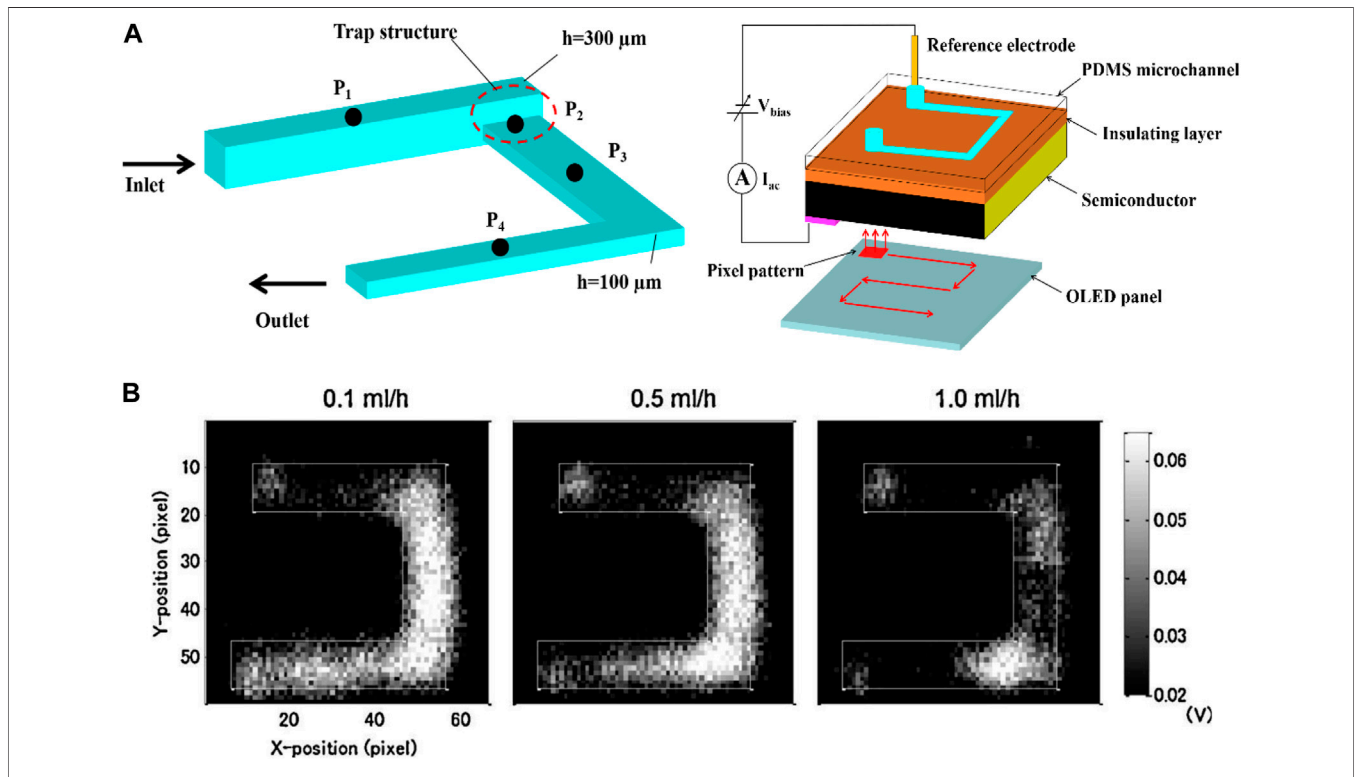 A
Trap structure
h=300 µm
P1
P2
P3
P4
Inlet
Outlet
h=100 µm
Reference electrode
PDMS microchannel
Vbias
Insulating layer
A
Iac
Semiconductor
Pixel pattern
OLED panel
B
0.1 ml/h
0.5 ml/h
1.0 ml/h
Y-position (pixel)
10
20
30
40
50
20
40
60
X-position (pixel)
0.06
0.05
0.04
0.03
0.02
(V)